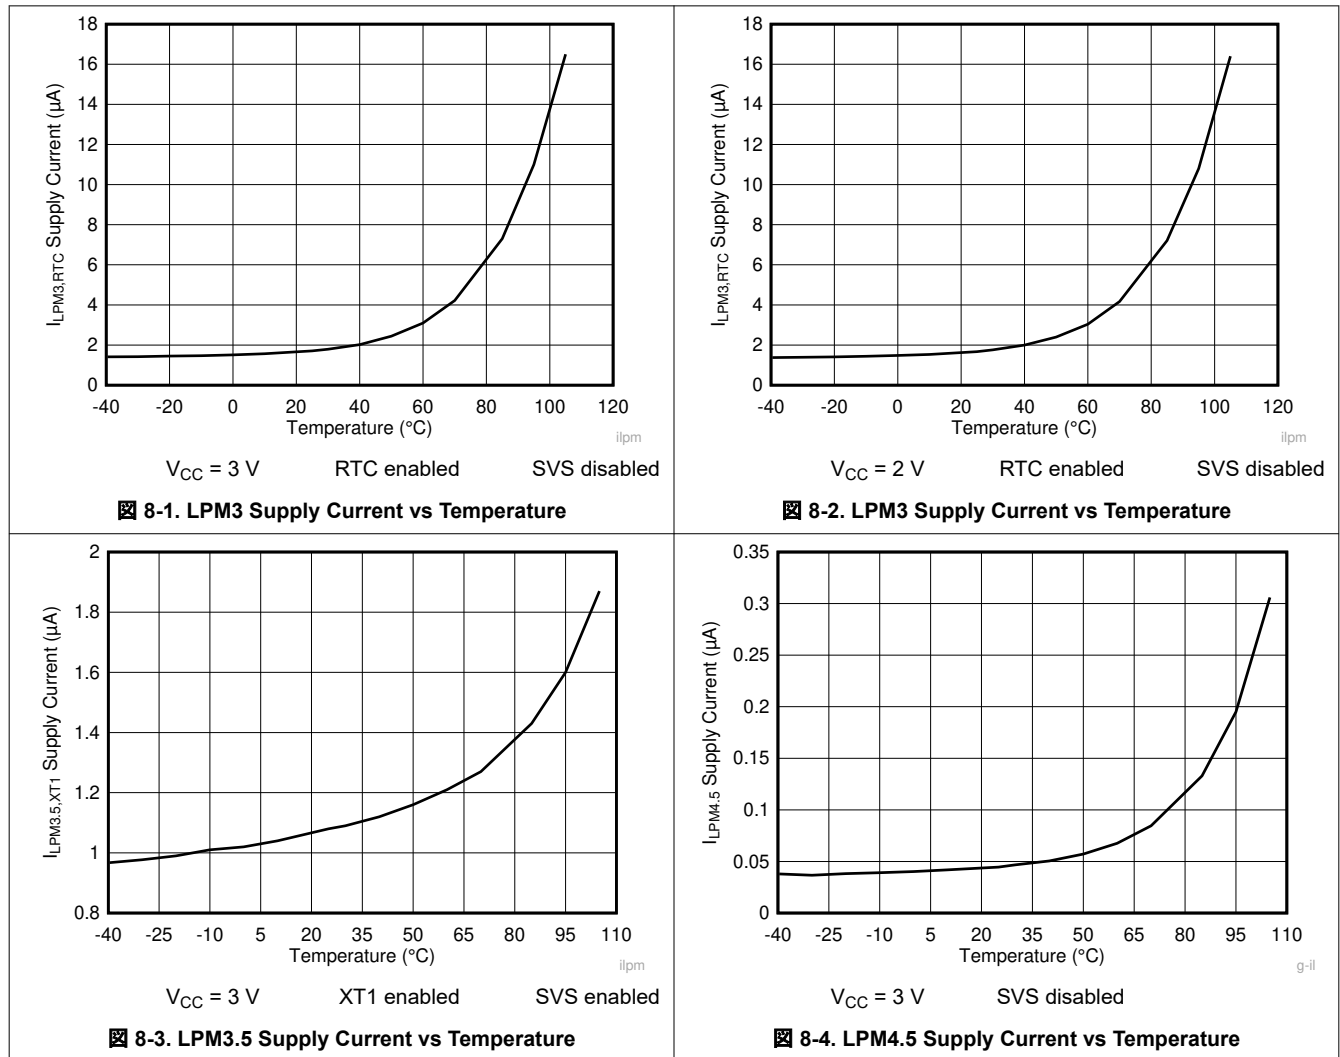 18
16
14
12
10
8
6
4
2
0
I_LPM3,RTC Supply Current (µA)
-40 -20 0 20 40 60 80 100 120
Temperature (°C)
ilpm
V_CC = 3 V RTC enabled SVS disabled
図 8-1. LPM3 Supply Current vs Temperature
18
16
14
12
10
8
6
4
2
0
I_LPM3,RTC Supply Current (µA)
-40 -20 0 20 40 60 80 100 120
Temperature (°C)
ilpm
V_CC = 2 V RTC enabled SVS disabled
図 8-2. LPM3 Supply Current vs Temperature
2
1.8
1.6
1.4
1.2
1
0.8
I_LPM3.5,XT1 Supply Current (µA)
-40 -25 -10 5 20 35 50 65 80 95 110
Temperature (°C)
ilpm
V_CC = 3 V XT1 enabled SVS enabled
図 8-3. LPM3.5 Supply Current vs Temperature
0.35
0.3
0.25
0.2
0.15
0.1
0.05
0
I_LPM4.5 Supply Current (µA)
-40 -25 -10 5 20 35 50 65 80 95 110
Temperature (°C)
g-il
V_CC = 3 V SVS disabled
図 8-4. LPM4.5 Supply Current vs Temperature